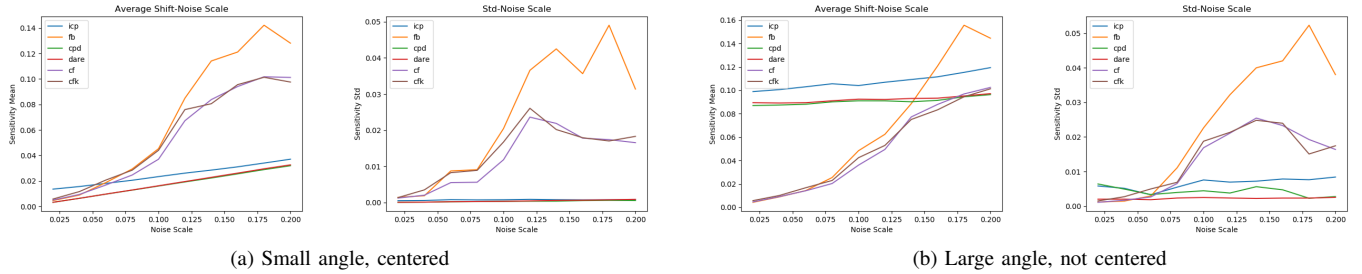 Average Shift-Noise Scale
Sensitivity Mean
0.14
0.12
0.10
0.08
0.06
0.04
0.02
0.00
icp
fb
cpd
dare
cf
cfk
0.025 0.050 0.075 0.100 0.125 0.150 0.175 0.200
Noise Scale
Std-Noise Scale
Sensitivity Std
0.05
0.04
0.03
0.02
0.01
0.00
icp
fb
cpd
dare
cf
cfk
0.025 0.050 0.075 0.100 0.125 0.150 0.175 0.200
Noise Scale
(a) Small angle, centered
Average Shift-Noise Scale
Sensitivity Mean
0.16
0.14
0.12
0.10
0.08
0.06
0.04
0.02
0.00
icp
fb
cpd
dare
cf
cfk
0.025 0.050 0.075 0.100 0.125 0.150 0.175 0.200
Noise Scale
Std-Noise Scale
Sensitivity Std
0.05
0.04
0.03
0.02
0.01
0.00
icp
fb
cpd
dare
cf
cfk
0.025 0.050 0.075 0.100 0.125 0.150 0.175 0.200
Noise Scale
(b) Large angle, not centered